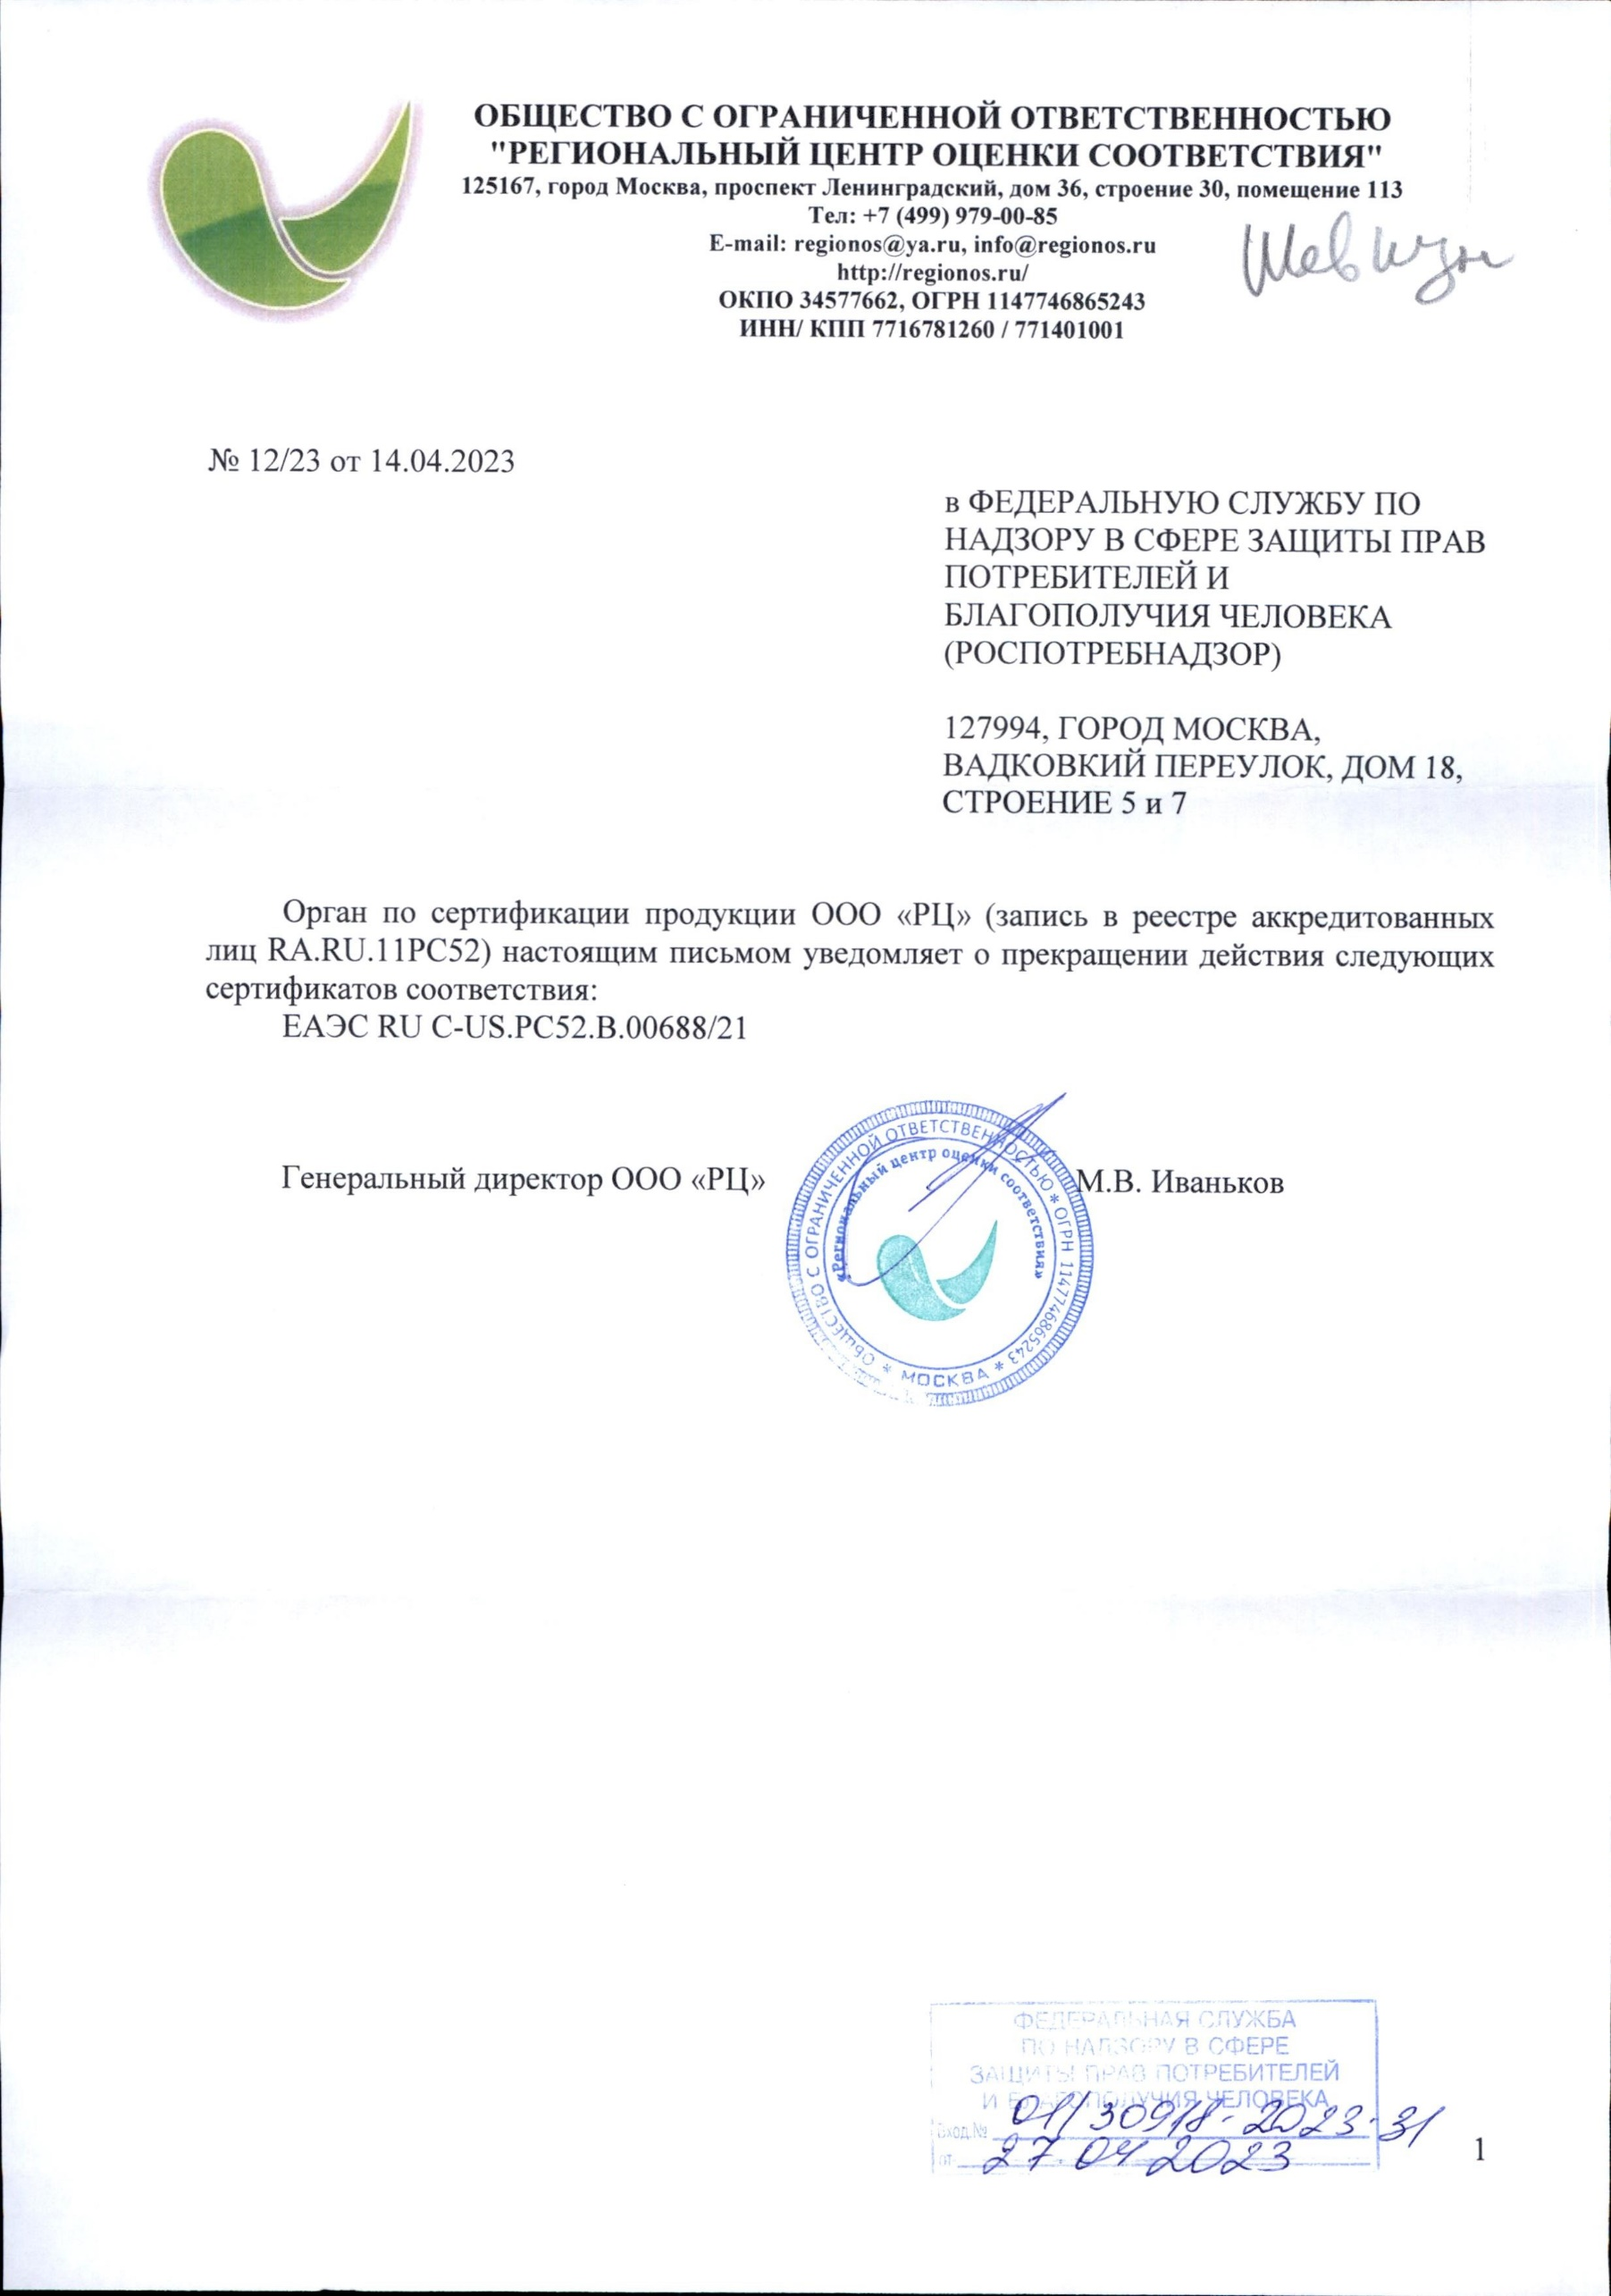 ОБЩЕСТВО С ОГРАНИЧЕННОЙ ОТВЕТСТВЕННОСТЬЮ
"РЕГИОНАЛЬНЫЙ ЦЕНТР ОЦЕНКИ СООТВЕТСТВИЯ"
125167, город Москва, проспект Ленинградский, дом 36, строение 30, помещение 113
Тел: +7 (499) 979-00-85
E-mail: regionos@ya.ru, info@regionos.ru
http://regionos.ru/
ОКПО 34577662, ОГРН 1147746865243
ИНН/ КПП 7716781260 / 771401001
№ 12/23 от 14.04.2023
в ФЕДЕРАЛЬНУЮ СЛУЖБУ ПО
НАДЗОРУ В СФЕРЕ ЗАЩИТЫ ПРАВ
ПОТРЕБИТЕЛЕЙ И
БЛАГОПОЛУЧИЯ ЧЕЛОВЕКА
(РОСПОТРЕБНАДЗОР)
127994, ГОРОД МОСКВА,
ВАДКОВКИЙ ПЕРЕУЛОК, ДОМ 18,
СТРОЕНИЕ 5 и 7
Орган по сертификации продукции ООО «РЦ» (запись в реестре аккредитованных
лиц RA.RU.11РС52) настоящим письмом уведомляет о прекращении действия следующих
сертификатов соответствия:
ЕАЭС RU С-US.РС52.В.00688/21
Генеральный директор ООО «РЦ» М.В. Иваньков
ОБЩЕСТВО С ОГРАНИЧЕННОЙ ОТВЕТСТВЕННОСТЬЮ * ОГРН 1147746865243 * МОСКВА *
«Региональный центр оценки соответствия»
ФЕДЕРАЛЬНАЯ СЛУЖБА
ПО НАДЗОРУ В СФЕРЕ
ЗАЩИТЫ ПРАВ ПОТРЕБИТЕЛЕЙ
И БЛАГОПОЛУЧИЯ ЧЕЛОВЕКА
Вход.№ 01/30918-2023-31
от 27.04 2023
1